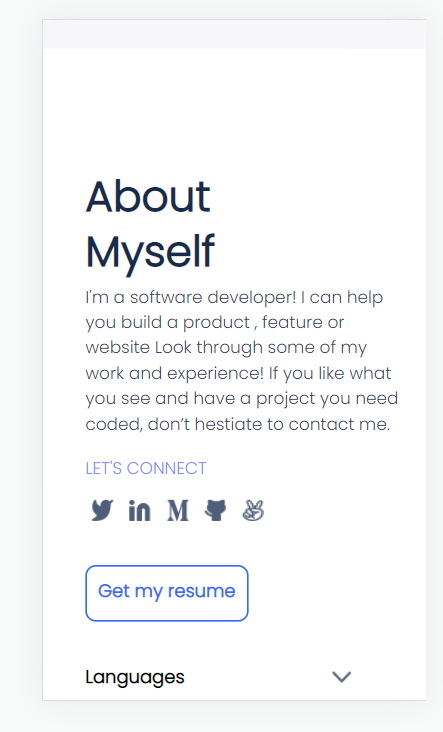 About
Myself
I'm a software developer! I can help
you build a product , feature or
website Look through some of my
work and experience! If you like what
you see and have a project you need
coded, don’t hestiate to contact me.
LET'S CONNECT
Get my resume
Languages